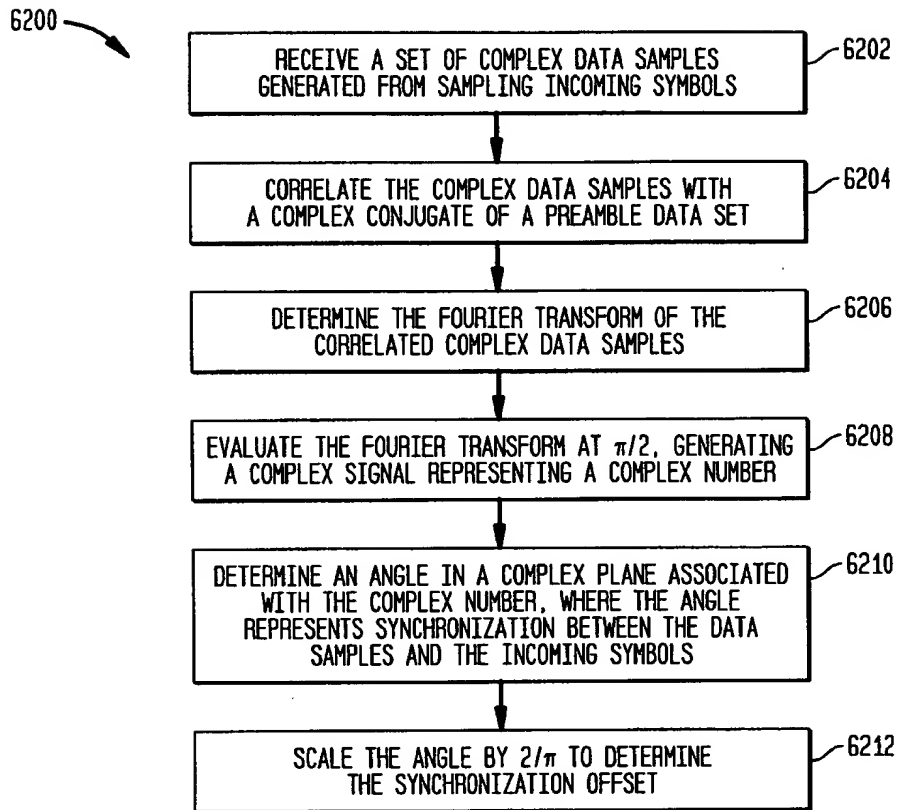 6200
RECEIVE A SET OF COMPLEX DATA SAMPLES
GENERATED FROM SAMPLING INCOMING SYMBOLS
6202
CORRELATE THE COMPLEX DATA SAMPLES WITH
A COMPLEX CONJUGATE OF A PREAMBLE DATA SET
6204
DETERMINE THE FOURIER TRANSFORM OF THE
CORRELATED COMPLEX DATA SAMPLES
6206
EVALUATE THE FOURIER TRANSFORM AT π/2, GENERATING
A COMPLEX SIGNAL REPRESENTING A COMPLEX NUMBER
6208
DETERMINE AN ANGLE IN A COMPLEX PLANE ASSOCIATED
WITH THE COMPLEX NUMBER, WHERE THE ANGLE
REPRESENTS SYNCHRONIZATION BETWEEN THE DATA
SAMPLES AND THE INCOMING SYMBOLS
6210
SCALE THE ANGLE BY 2/π TO DETERMINE
THE SYNCHRONIZATION OFFSET
6212